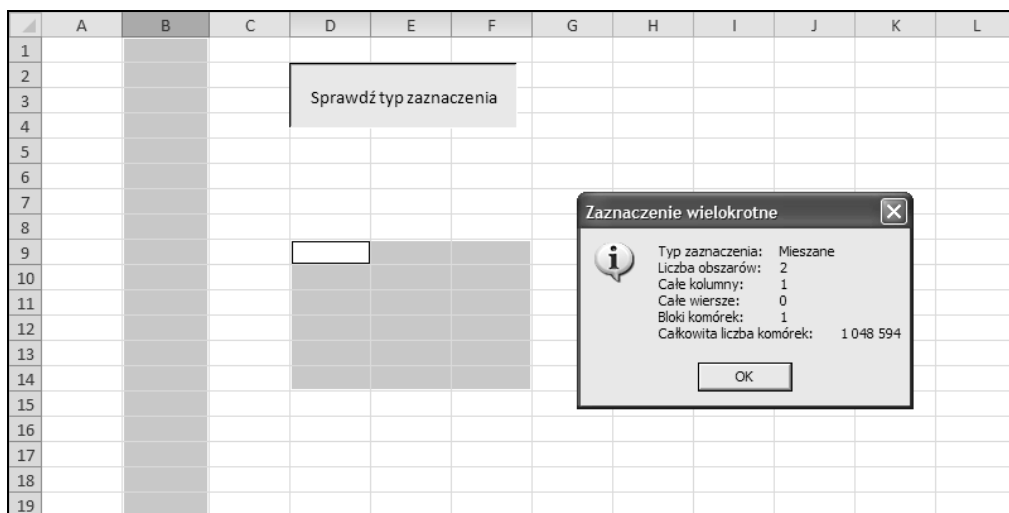 A B C D E F G H I J K L
1
2
Sprawdź typ zaznaczenia
3
4
5
6
7
Zaznaczenie wielokrotne
8
9
Typ zaznaczenia: Mieszane
Liczba obszarów: 2
10
Całe kolumny: 1
11
Całe wiersze: 0
Bloki komórek: 1
12
Całkowita liczba komórek: 1 048 594
13
14
OK
15
16
17
18
19